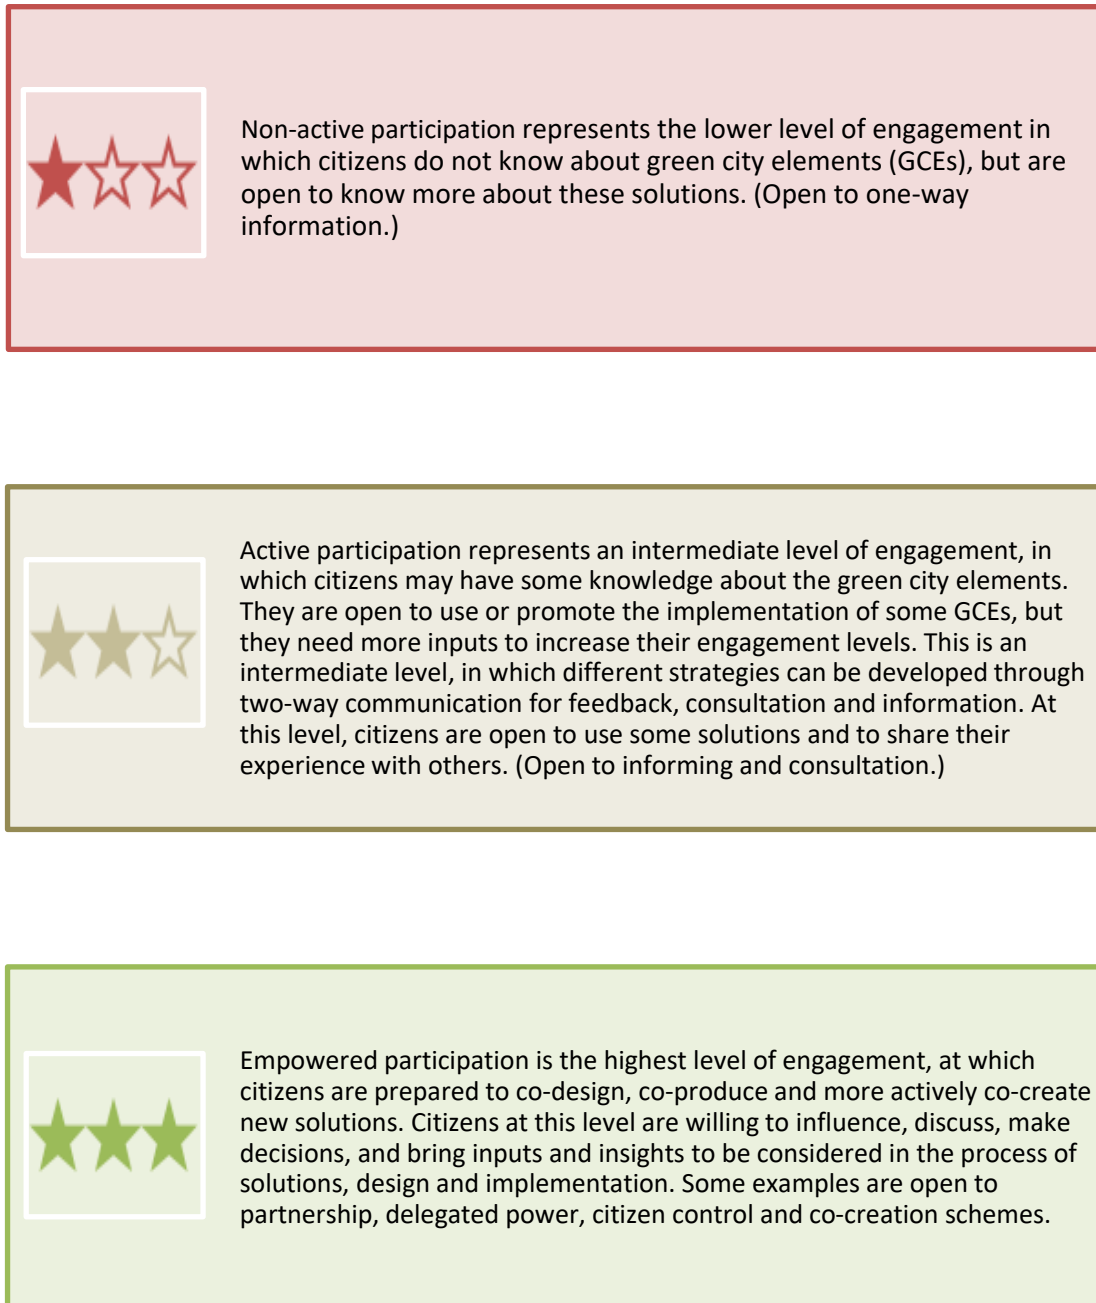 Non-active participation represents the lower level of engagement in
which citizens do not know about green city elements (GCEs), but are
open to know more about these solutions. (Open to one-way
information.)
Active participation represents an intermediate level of engagement, in
which citizens may have some knowledge about the green city elements.
They are open to use or promote the implementation of some GCEs, but
they need more inputs to increase their engagement levels. This is an
intermediate level, in which different strategies can be developed through
two-way communication for feedback, consultation and information. At
this level, citizens are open to use some solutions and to share their
experience with others. (Open to informing and consultation.)
Empowered participation is the highest level of engagement, at which
citizens are prepared to co-design, co-produce and more actively co-create
new solutions. Citizens at this level are willing to influence, discuss, make
decisions, and bring inputs and insights to be considered in the process of
solutions, design and implementation. Some examples are open to
partnership, delegated power, citizen control and co-creation schemes.